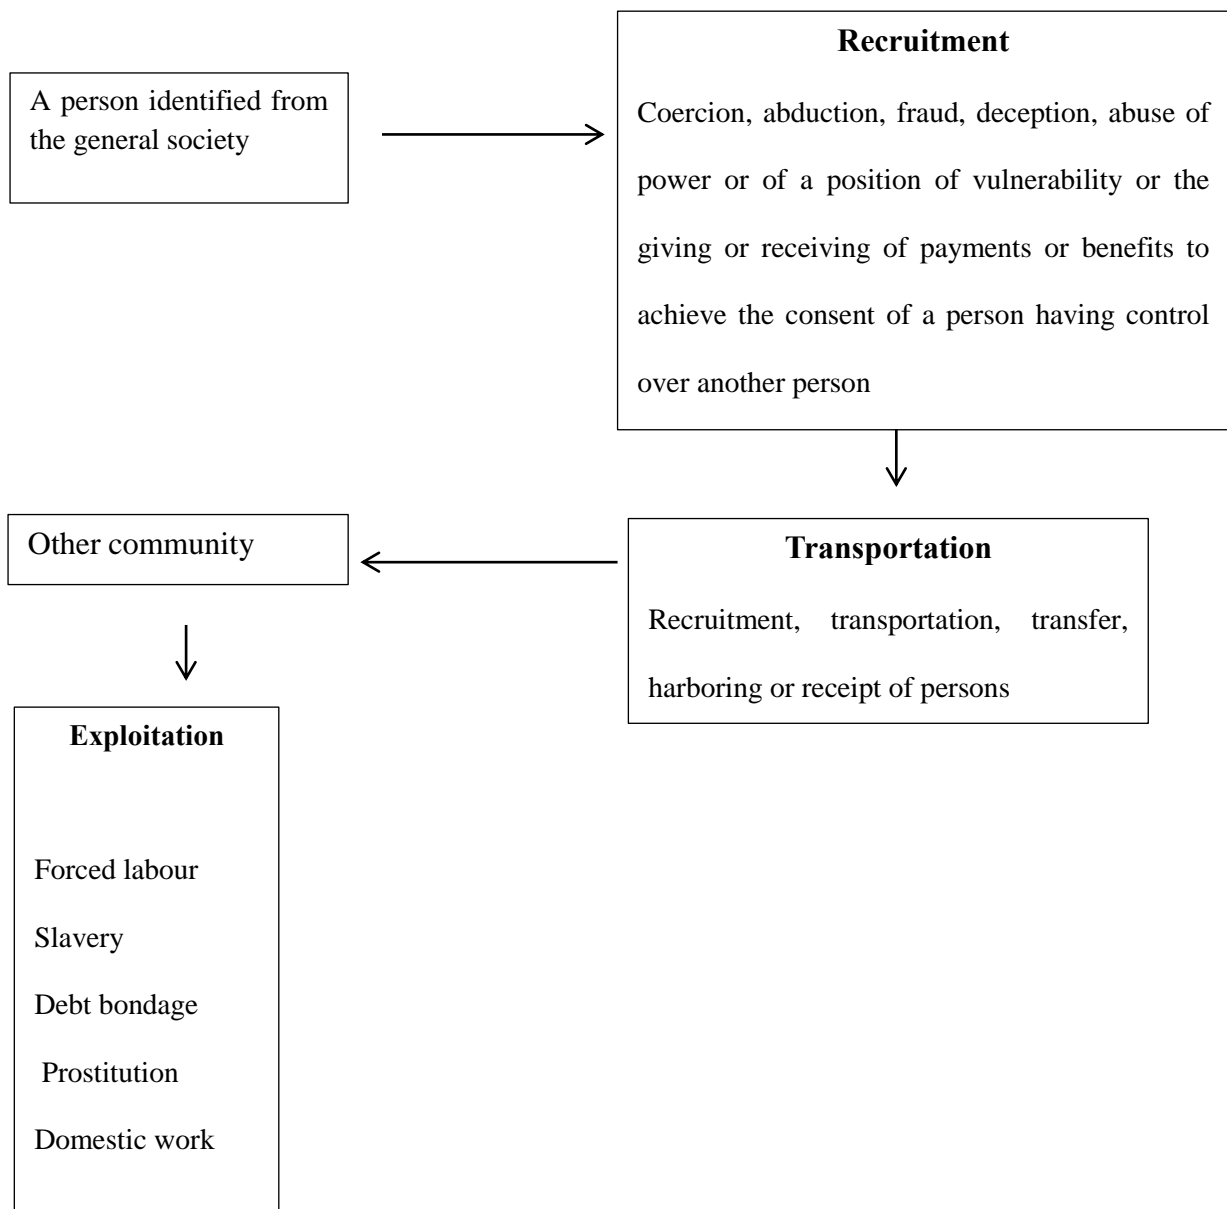 A person identified from
the general society
Recruitment
Coercion, abduction, fraud, deception, abuse of
power or of a position of vulnerability or the
giving or receiving of payments or benefits to
achieve the consent of a person having control
over another person
Transportation
Recruitment, transportation, transfer,
harboring or receipt of persons
Other community
Exploitation
Forced labour
Slavery
Debt bondage
Prostitution
Domestic work